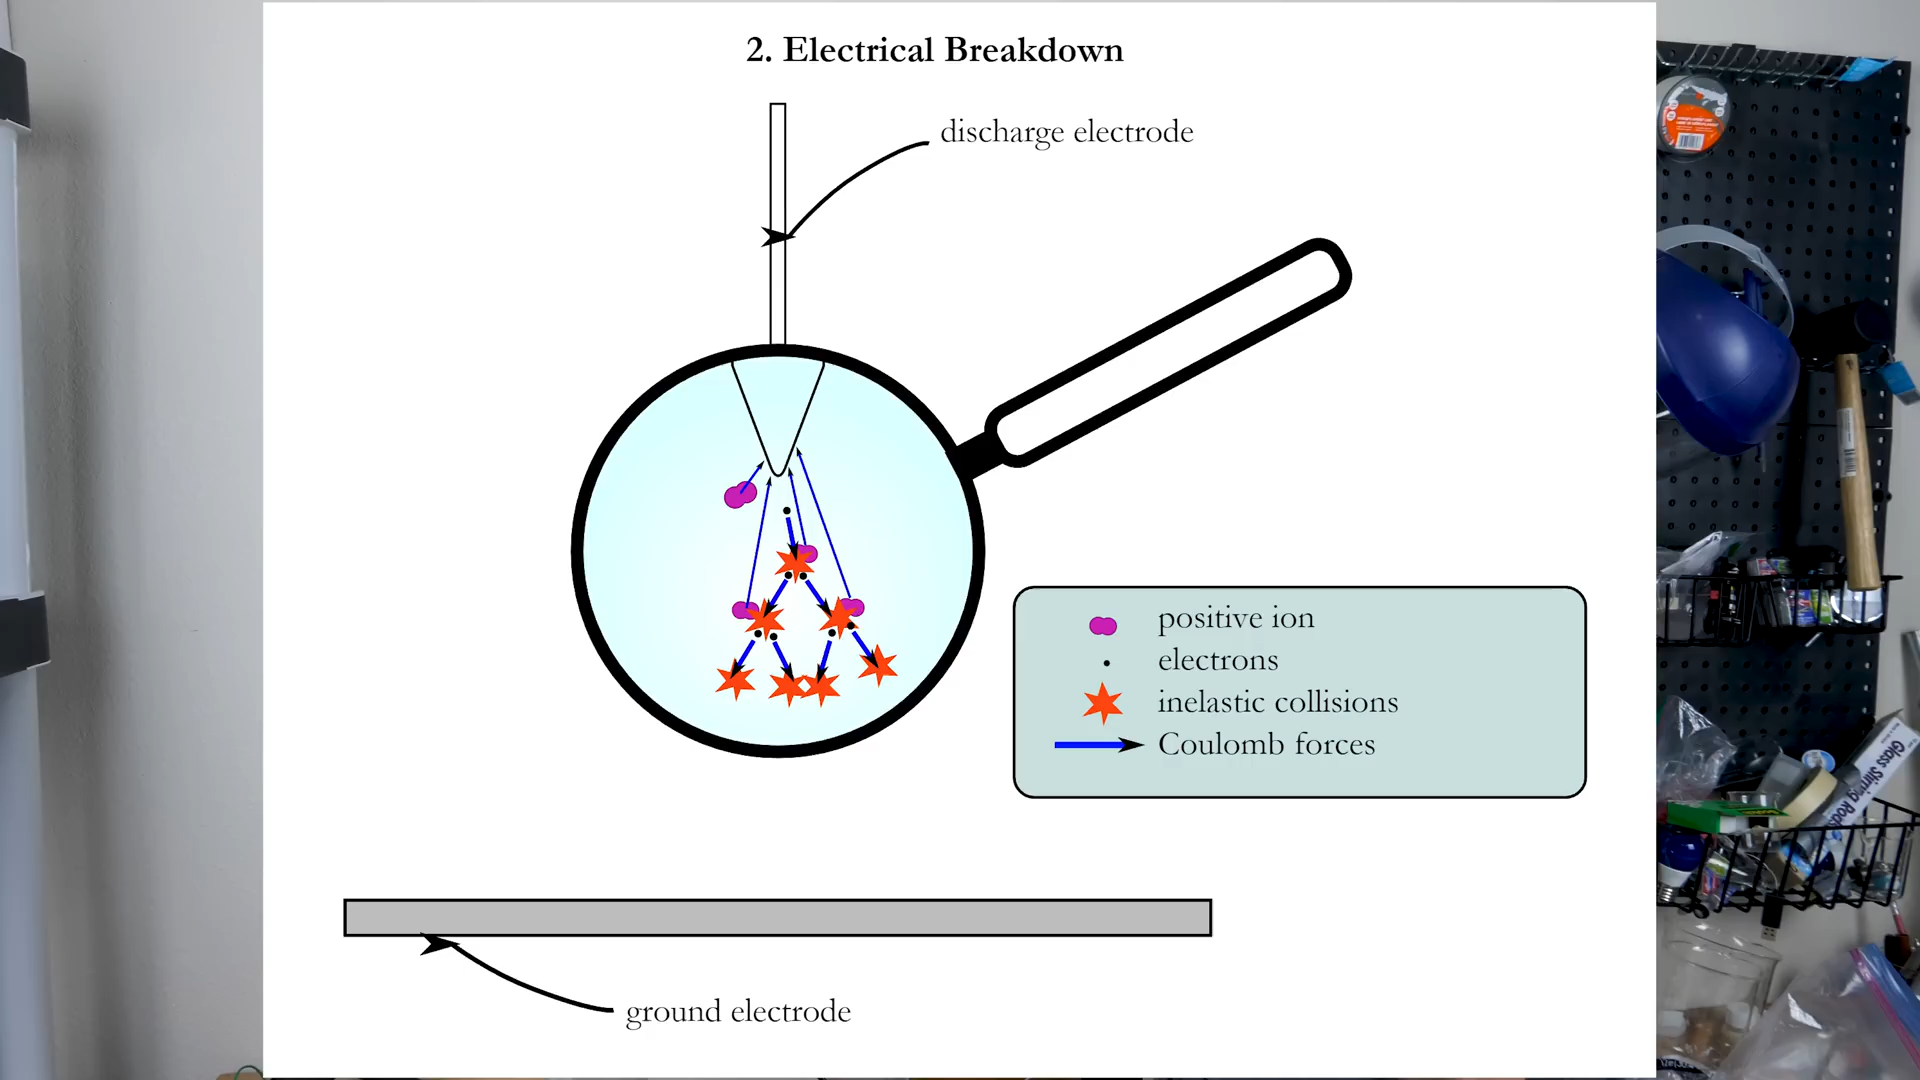 2. Electrical Breakdown
discharge electrode
positive ion
electrons
inelastic collisions
Coulomb forces
ground electrode
Glass Stirring Rods